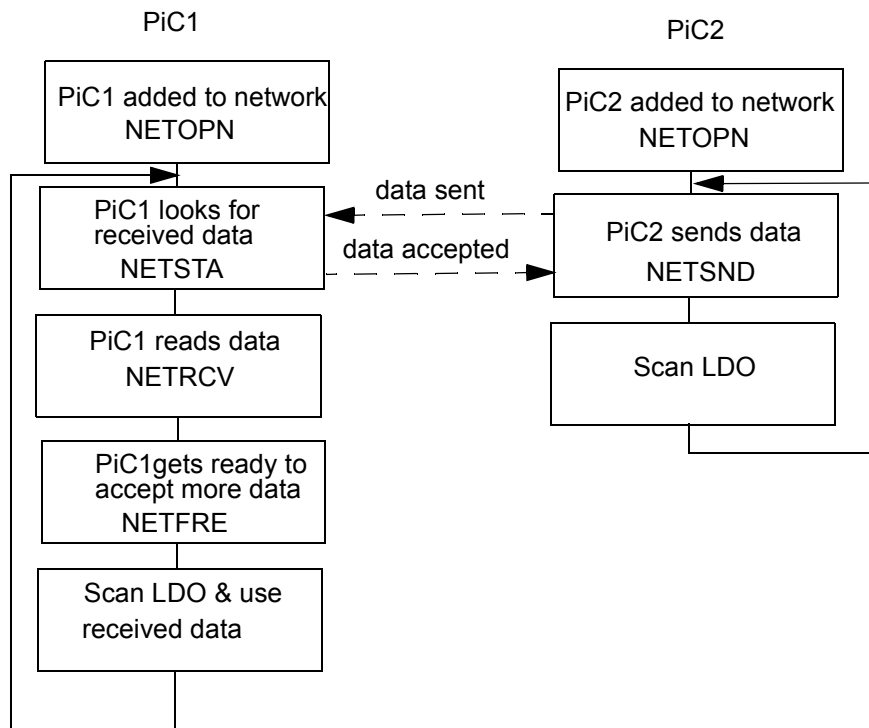 PiC1
PiC1 added to network
NETOPN
PiC1 looks for
received data
NETSTA
PiC1 reads data
NETRCV
PiC1gets ready to
accept more data
NETFRE
Scan LDO & use
received data
data sent
data accepted
PiC2
PiC2 added to network
NETOPN
PiC2 sends data
NETSND
Scan LDO